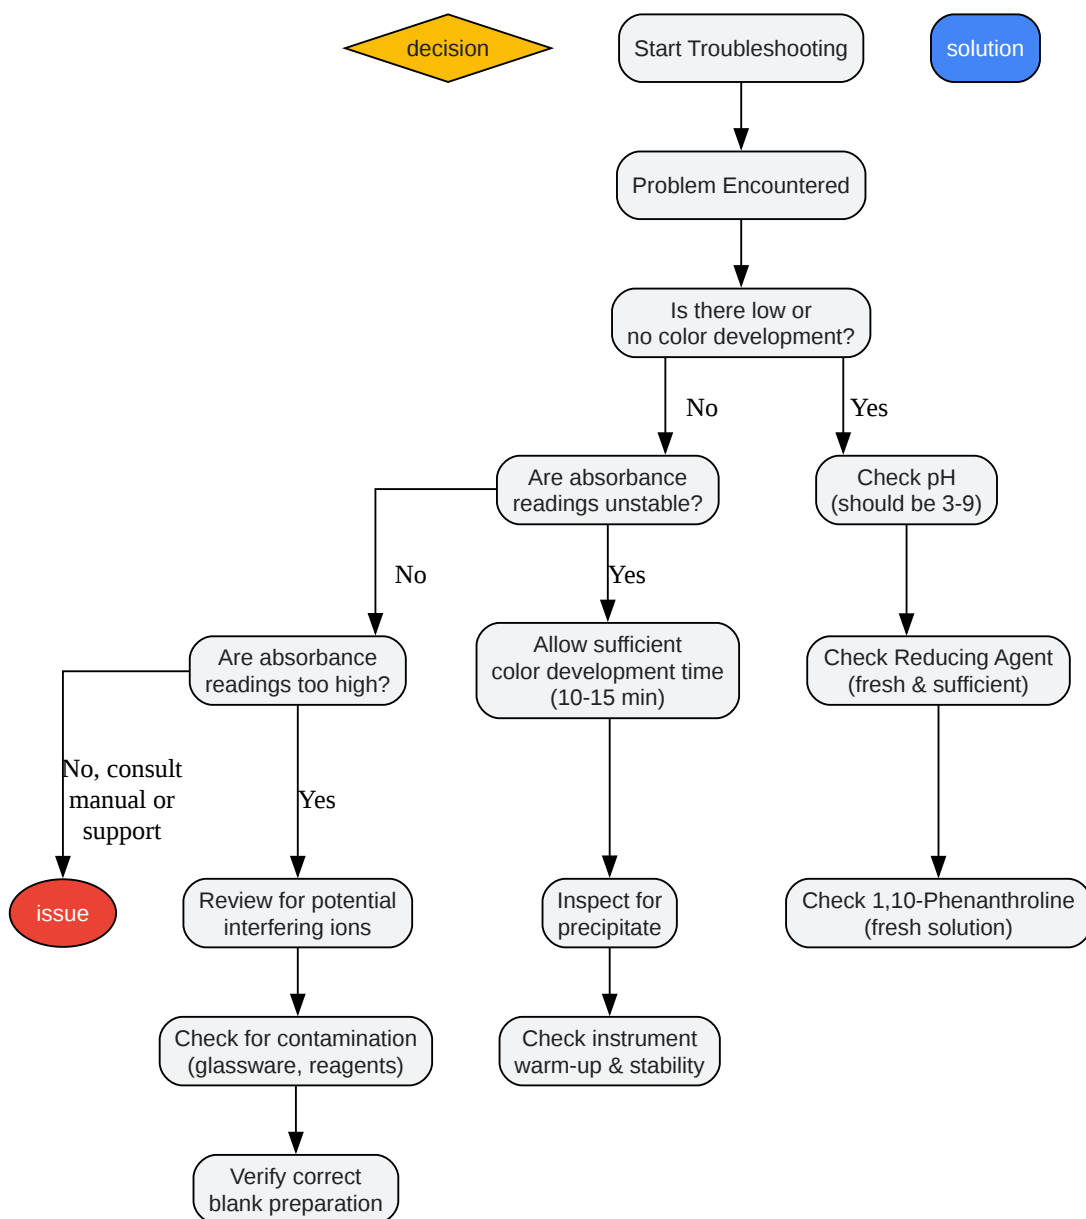 decision
Start Troubleshooting
solution
Problem Encountered
Is there low or
no color development?
No
Yes
Are absorbance
readings unstable?
Check pH
(should be 3-9)
No
Yes
Are absorbance
readings too high?
Allow sufficient
color development time
(10-15 min)
Check Reducing Agent
(fresh & sufficient)
No, consult
manual or
support
Yes
issue
Review for potential
interfering ions
Inspect for
precipitate
Check 1,10-Phenanthroline
(fresh solution)
Check for contamination
(glassware, reagents)
Check instrument
warm-up & stability
Verify correct
blank preparation